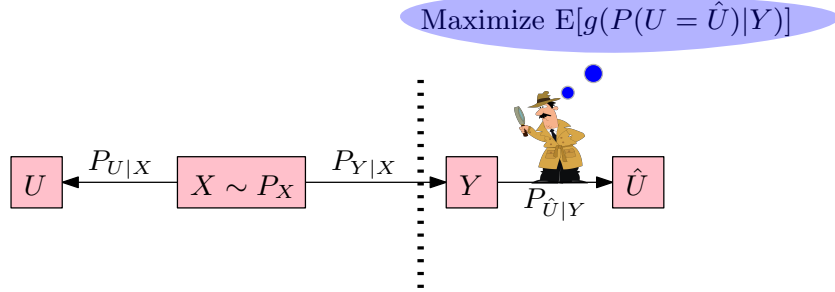 Maximize E[g(P(U = Û)|Y)]
P_{U|X}
P_{Y|X}
U
X ∼ P_X
Y
Û
P_{Û|Y}